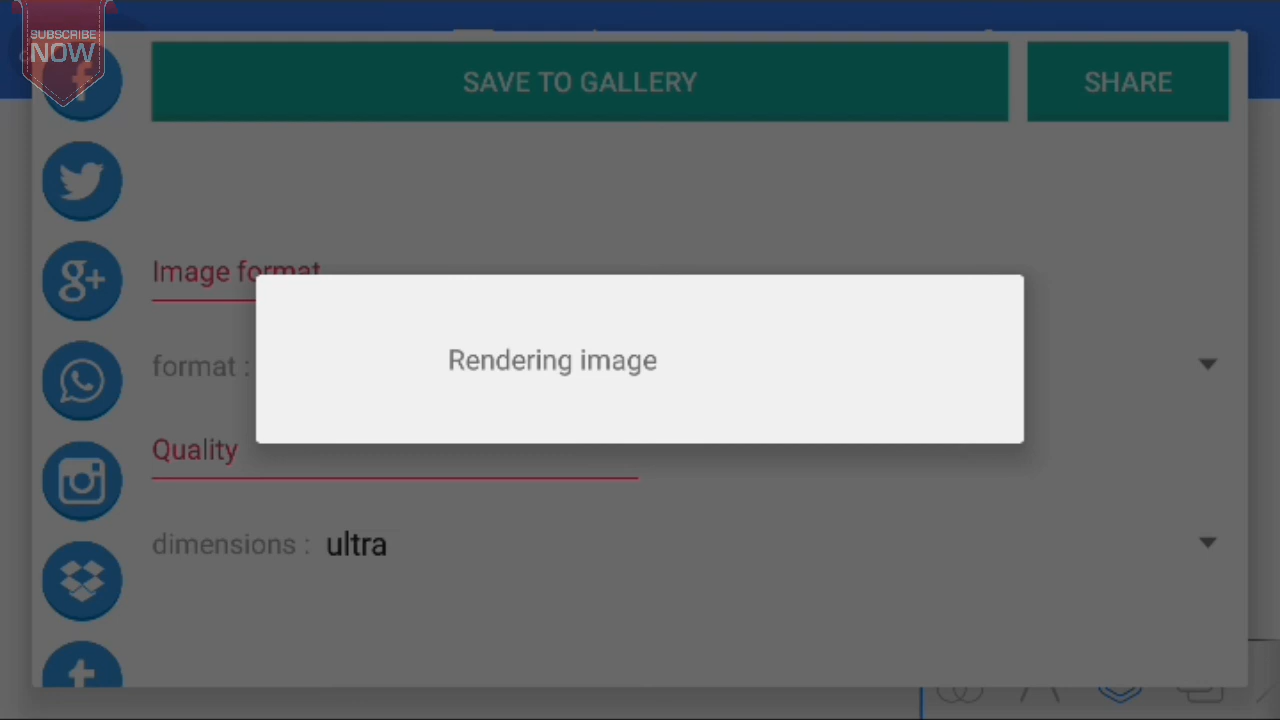 SUBSCRIBE
NOW
SAVE TO GALLERY
SHARE
Image format
format :
Rendering image
Quality
dimensions : ultra